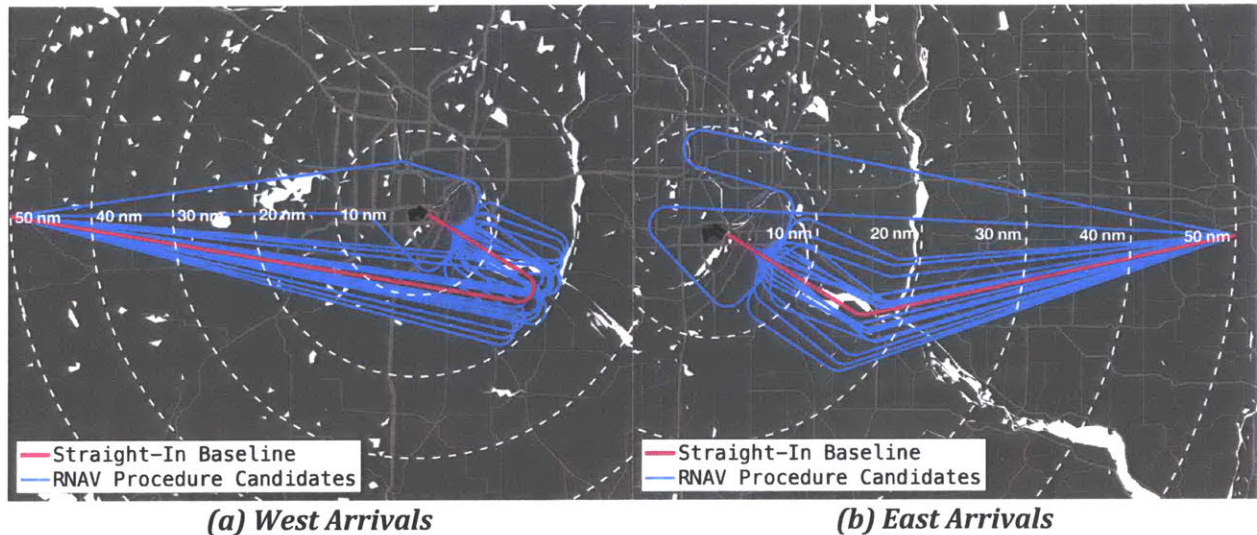 50 nm 40 nm 30 nm 20 nm 10 nm
10 nm 20 nm 30 nm 40 nm 50 nm
Straight-In Baseline
RNAV Procedure Candidates
Straight-In Baseline
RNAV Procedure Candidates
(a) West Arrivals
(b) East Arrivals